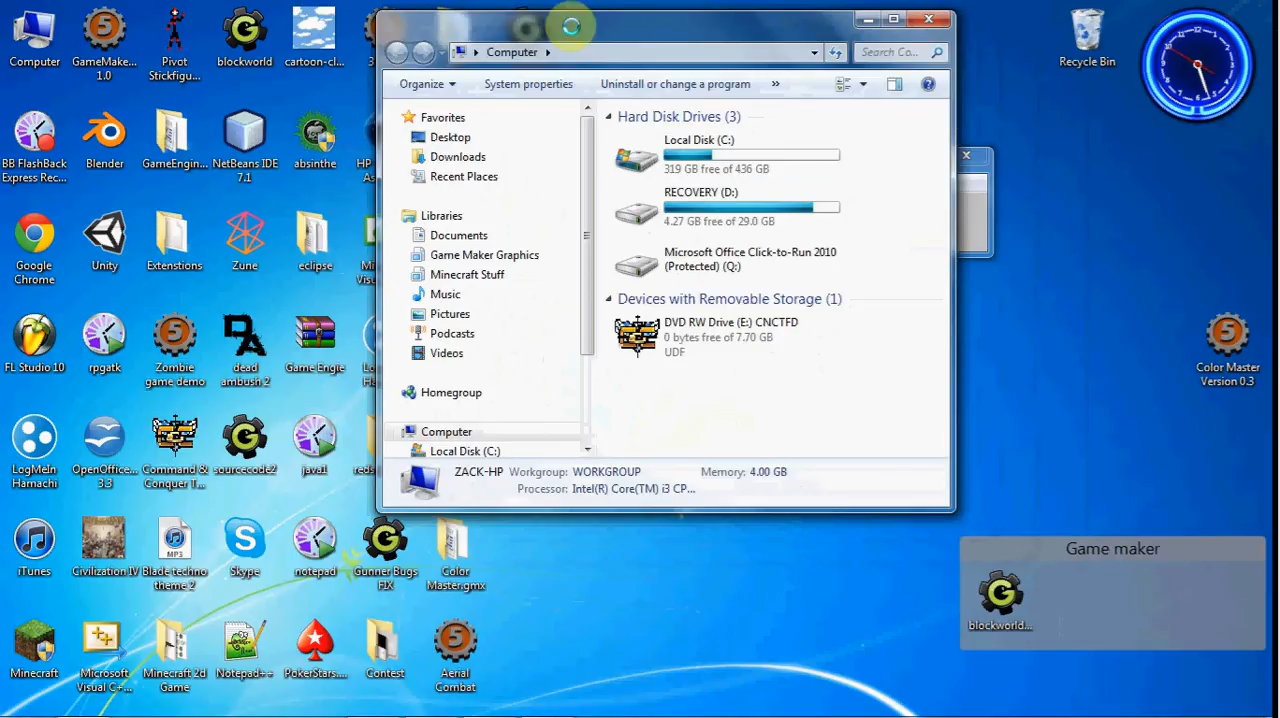 Computer
GameMake...
1.0
Pivot
Stickfigu...
blockworld
cartoon-cl...
BB FlashBack
Express Rec...
Blender
GameEngin...
NetBeans IDE
7.1
absinthe
HP
Google
Chrome
Unity
Extenstions
Zune
eclipse
FL Studio 10
rpgatk
Zombie
game demo
dead
ambush 2
Game Engie
LogMeIn
Hamachi
OpenOffice...
3.3
Command &
Conquer T...
sourcecode2
java1
iTunes
Civilization IV
MP3
Blade techno
theme 2
Skype
notepad
Gunner Bugs
FIX
Color
Master.gmx
Minecraft
Microsoft
Visual C+...
Minecraft 2d
Game
Notepad++
PokerStars....
Contest
Aerial
Combat
Computer
Search Co...
Organize
System properties
Uninstall or change a program
»
Favorites
Desktop
Downloads
Recent Places
Libraries
Documents
Game Maker Graphics
Minecraft Stuff
Music
Pictures
Podcasts
Videos
Homegroup
Computer
Local Disk (C:)
Hard Disk Drives (3)
Local Disk (C:)
319 GB free of 436 GB
RECOVERY (D:)
4.27 GB free of 29.0 GB
Microsoft Office Click-to-Run 2010
(Protected) (Q:)
Devices with Removable Storage (1)
DVD RW Drive (E:) CNCTFD
0 bytes free of 7.70 GB
UDF
ZACK-HP Workgroup: WORKGROUP Memory: 4.00 GB
Processor: Intel(R) Core(TM) i3 CP...
Recycle Bin
Color Master
Version 0.3
Game maker
blockworld...